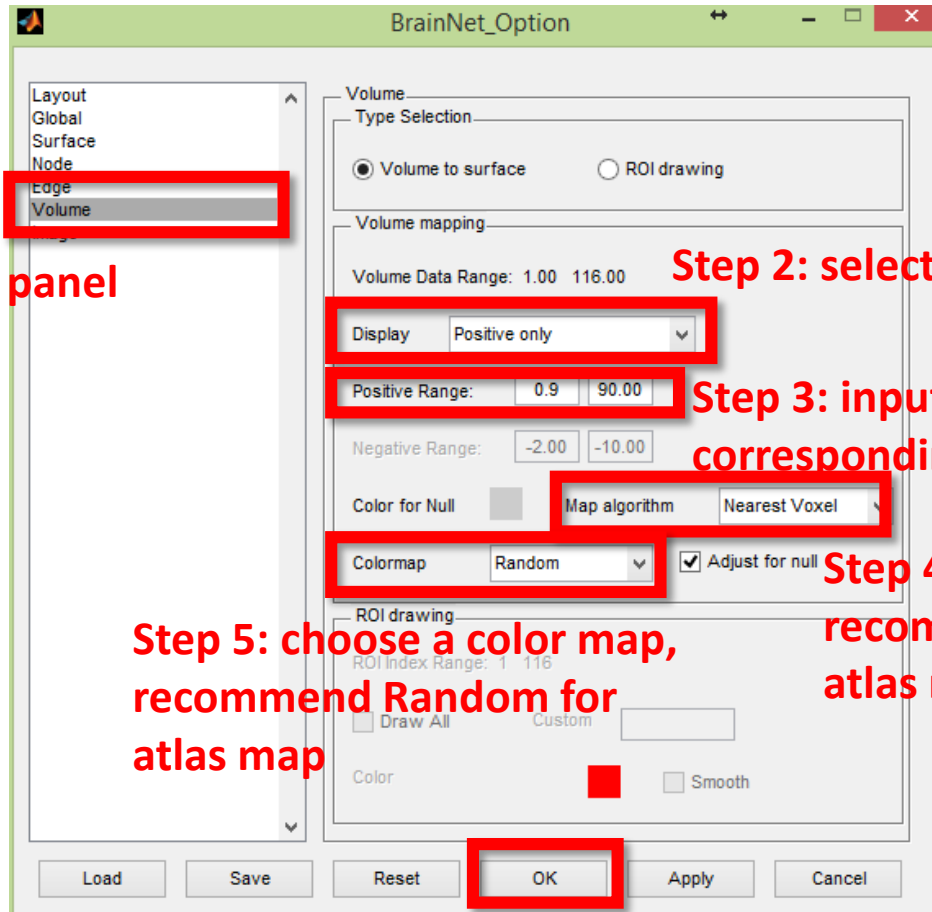 BrainNet_Option
Layout
Global
Surface
Node
Edge
Volume
panel
Volume
Type Selection
Volume to surface
ROI drawing
Volume mapping
Volume Data Range: 1.00 116.00
Step 2: select
Display Positive only
Positive Range: 0.9 90.00
Step 3: input
Negative Range: -2.00 -10.00
Color for Null
Map algorithm Nearest Voxel
Colormap Random
Adjust for null
Step 4
atlas
ROI drawing
Step 5: choose a color map,
ROI Index Range: 1 116
recommend Random for
Draw All
Custom
atlas map
Color
Smooth
Load
Save
Reset
OK
Apply
Cancel